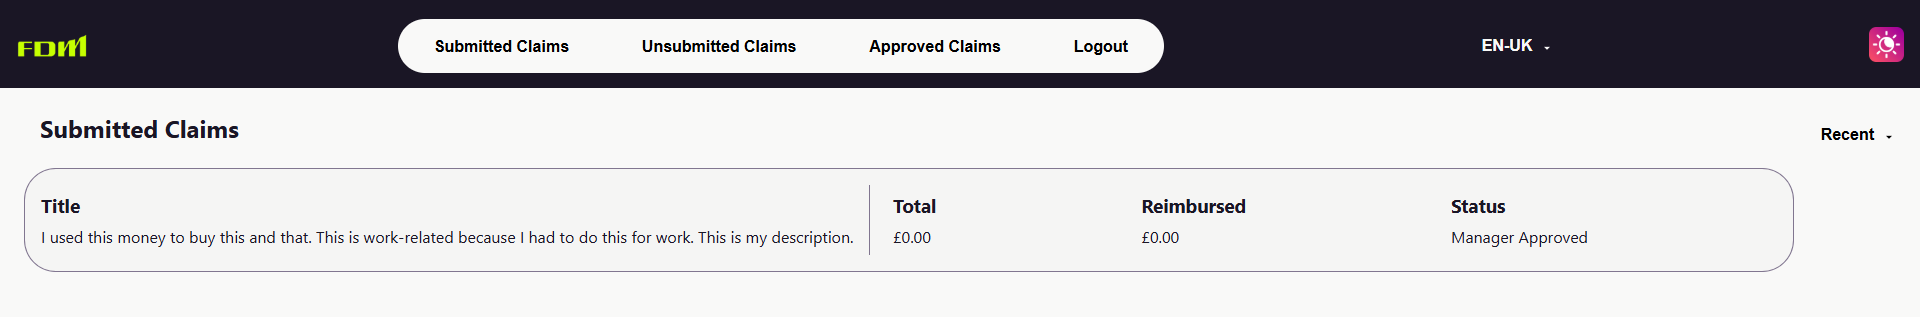 FDM
Submitted Claims Unsubmitted Claims Approved Claims Logout EN-UK
Submitted Claims
Recent
Title Total Reimbursed Status
I used this money to buy this and that. This is work-related because I had to do this for work. This is my description. £0.00 £0.00 Manager Approved